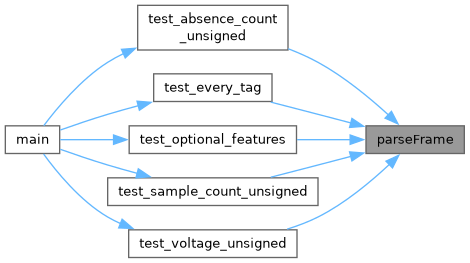 test_absence_count
_unsigned
test_every_tag
main
test_optional_features
parseFrame
test_sample_count_unsigned
test_voltage_unsigned